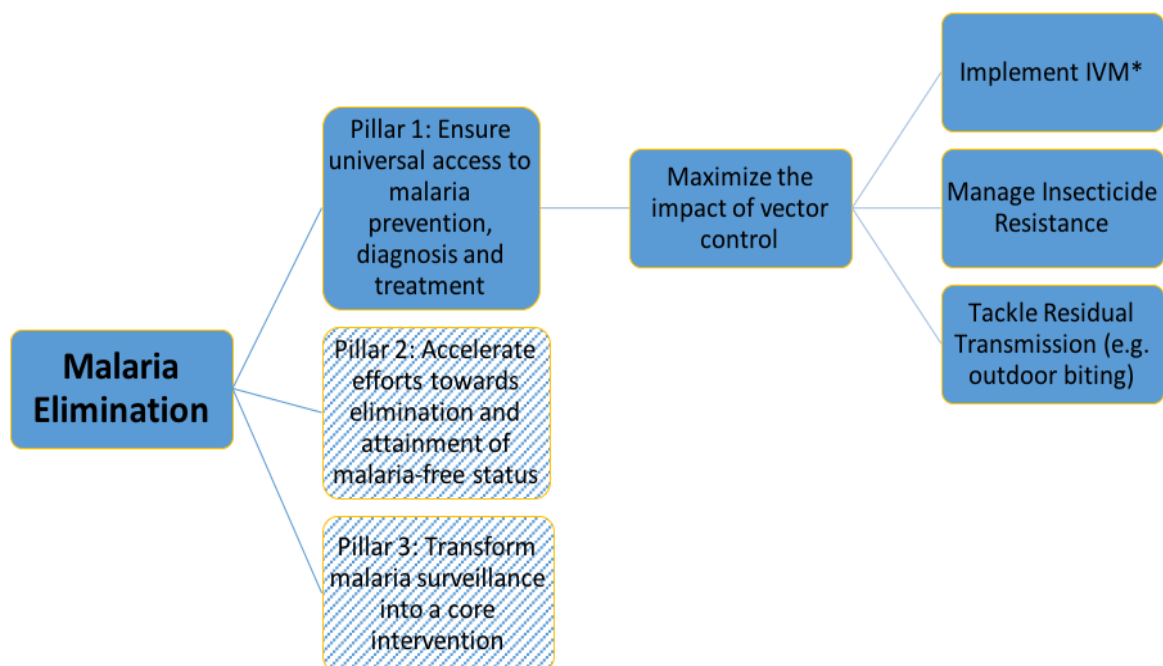 Malaria
Elimination
Pillar 1: Ensure
universal access to
malaria
prevention,
diagnosis and
treatment
Pillar 2: Accelerate
efforts towards
elimination and
attainment of
malaria-free status
Pillar 3: Transform
malaria surveillance
into a core
intervention
Maximize the
impact of vector
control
Implement IVM*
Manage Insecticide
Resistance
Tackle Residual
Transmission (e.g.
outdoor biting)